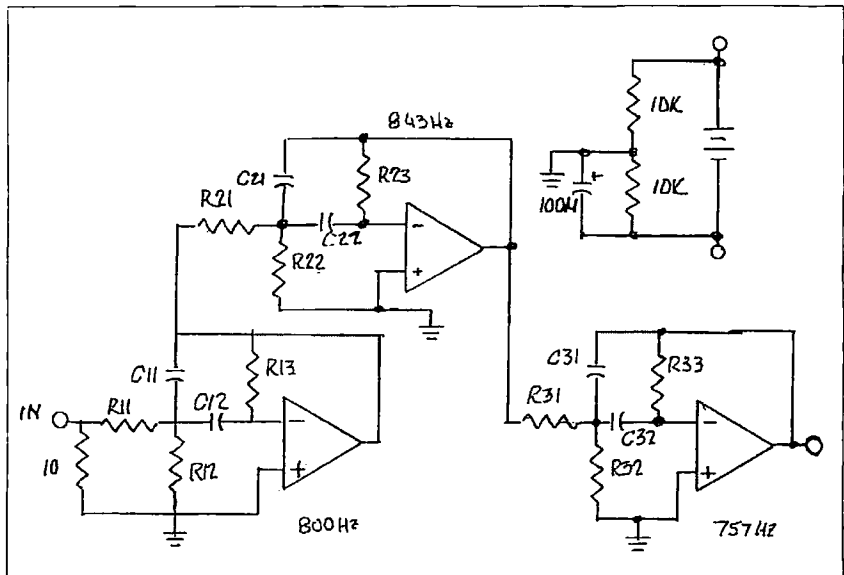 843Hz
10K
C21
R23
R21
10K
100µ
+
C22
-
R22
+
C11
R13
C31
R33
IN
R11
C12
-
R31
C32
-
10
R12
+
R32
+
800Hz
757Hz